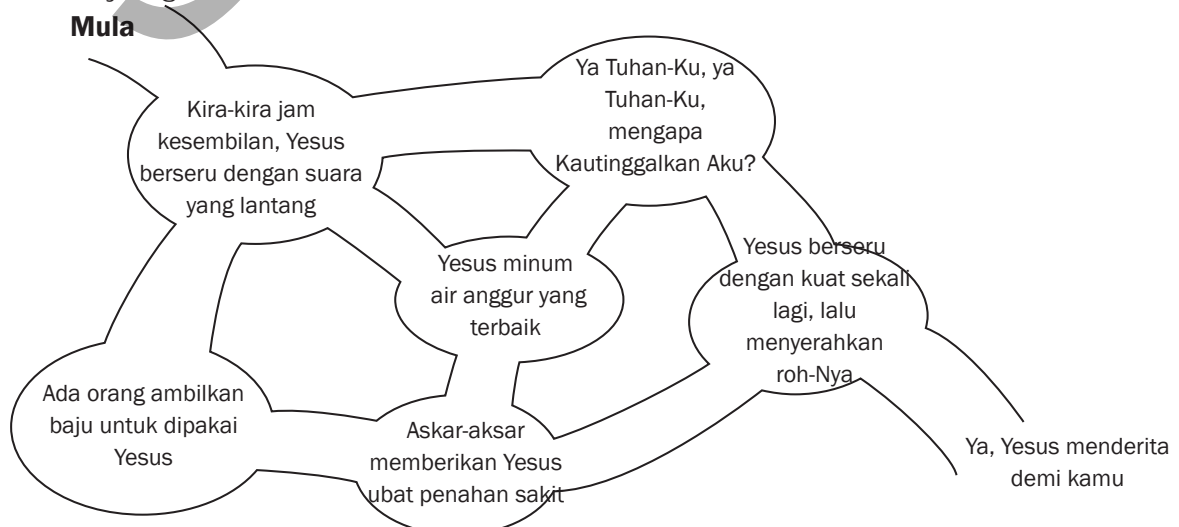 Mula
Kira-kira jam
kesembilan, Yesus
berseru dengan suara
yang lantang
Ya Tuhan-Ku, ya
Tuhan-Ku,
mengapa
Kautinggalkan Aku?
Yesus minum
air anggur yang
terbaik
Yesus berseru
dengan kuat sekali
lagi, lalu
menyerahkan
roh-Nya
Ada orang ambilkan
baju untuk dipakai
Yesus
Askar-aksar
memberikan Yesus
ubat penahan sakit
Ya, Yesus menderita
demi kamu